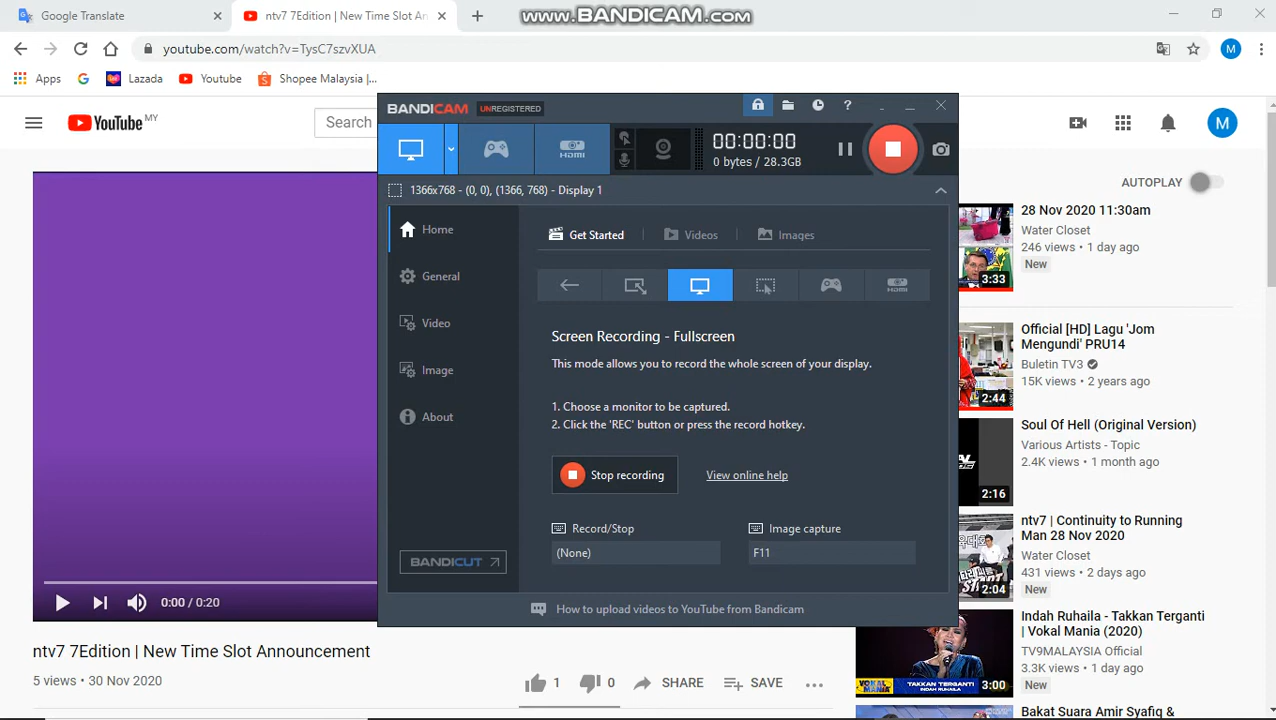 Google Translate
ntv7 7Edition | New Time Slot An
www.BANDICAM.com
youtube.com/watch?v=TysC7szvXUA
M
Apps
Lazada
Youtube
Shopee Malaysia |...
YouTube MY
Search
M
BANDICAM UNREGISTERED
HDMI
00:00:00
0 bytes / 28.3GB
1366x768 - (0, 0), (1366, 768) - Display 1
Home
General
Video
Image
About
BANDICUT
Get Started
Videos
Images
HDMI
Screen Recording - Fullscreen
This mode allows you to record the whole screen of your display.
1. Choose a monitor to be captured.
2. Click the 'REC' button or press the record hotkey.
Stop recording
View online help
Record/Stop
Image capture
(None)
F11
How to upload videos to YouTube from Bandicam
0:00 / 0:20
ntv7 7Edition | New Time Slot Announcement
5 views • 30 Nov 2020
1
0
SHARE
SAVE
AUTOPLAY
28 Nov 2020 11:30am
Water Closet
246 views • 1 day ago
New
3:33
Official [HD] Lagu 'Jom
Mengundi' PRU14
Buletin TV3
15K views • 2 years ago
2:44
Soul Of Hell (Original Version)
Various Artists - Topic
2.4K views • 1 month ago
2:16
ntv7 | Continuity to Running
Man 28 Nov 2020
Water Closet
431 views • 2 days ago
New
2:04
Indah Ruhaila - Takkan Terganti
| Vokal Mania (2020)
TV9MALAYSIA Official
3.3K views • 1 day ago
New
VOKAL MANIA
TAKKAN TERGANTI
INDAH RUHAILA
3:00
Bakat Suara Amir Syafiq &